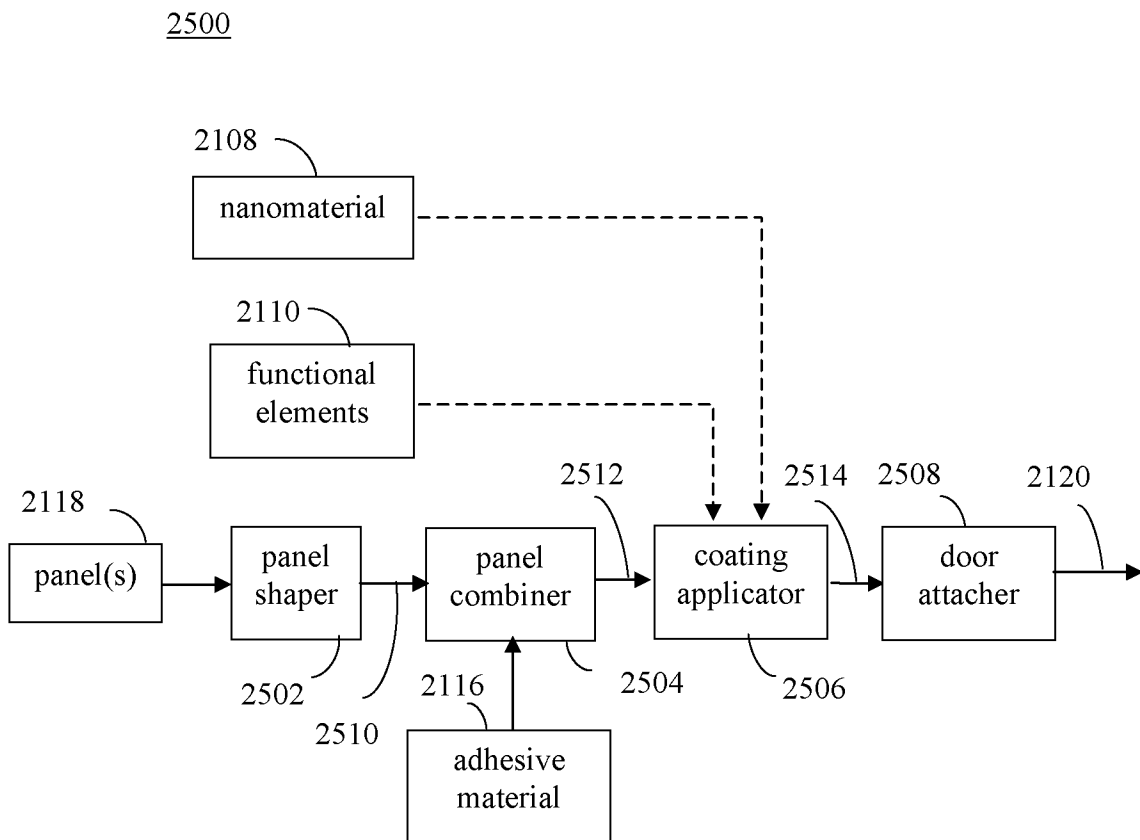 2500
2108
nanomaterial
2110
functional
elements
2512
2514
2508
2120
2118
panel(s)
panel
shaper
panel
combiner
coating
applicator
door
attacher
2502
2510
2116
2504
2506
adhesive
material